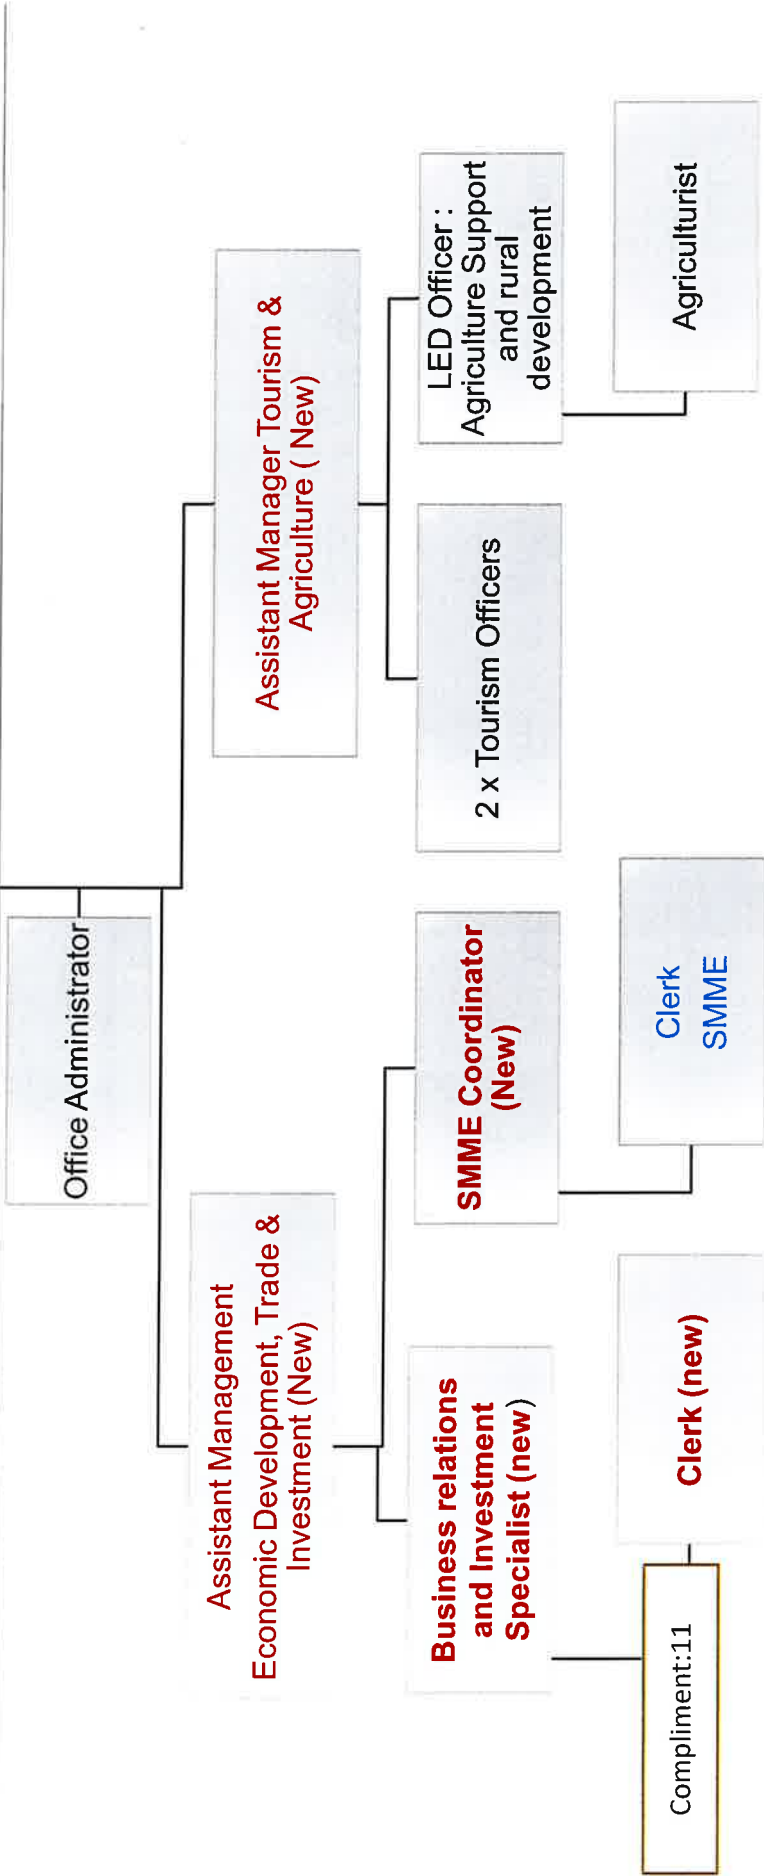 Office Administrator
Assistant Management
Economic Development, Trade &
Investment (New)
Assistant Manager Tourism &
Agriculture ( New)
Business relations
and Investment
Specialist (new)
SMME Coordinator
(New)
2 x Tourism Officers
LED Officer :
Agriculture Support
and rural
development
Compliment:11
Clerk (new)
Clerk
SMME
Agriculturist